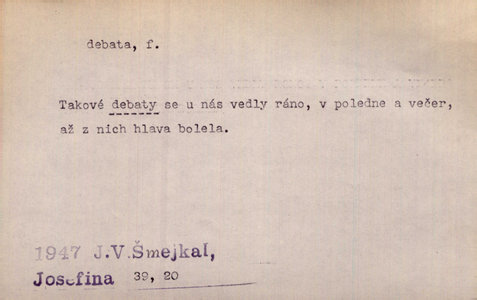 debata, f.
Takové debaty se u nás vedly ráno, v poledne a večer,
až z nich hlava bolela.
1947 J.V.Šmejkal,
Josefina 39, 20